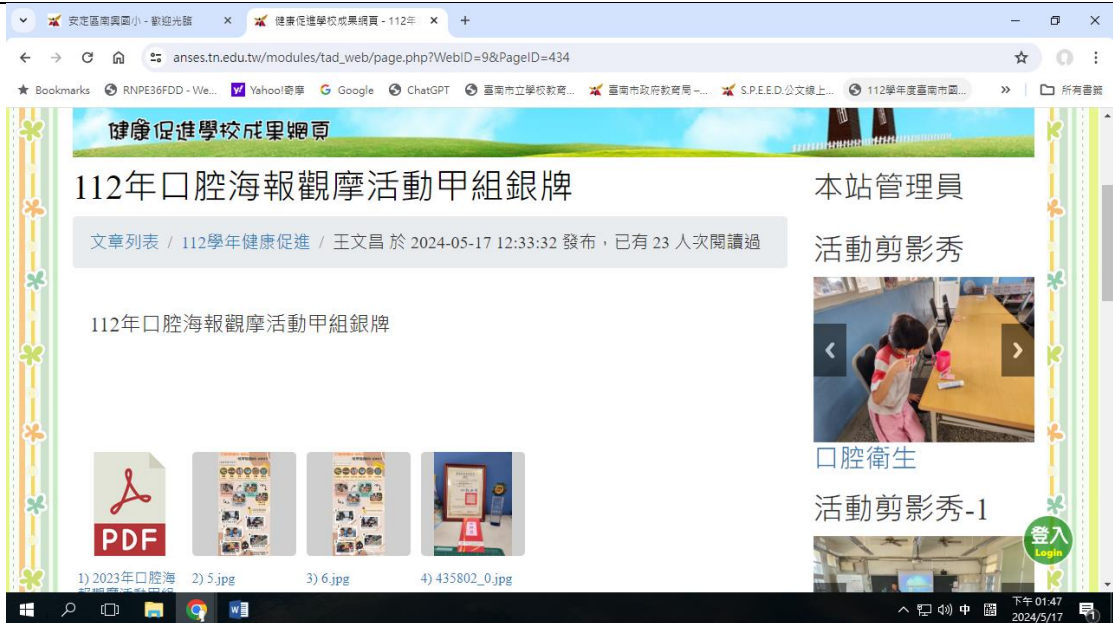 安定區南興國小 - 歡迎光臨
健康促進學校成果網頁 - 112年
anses.tn.edu.tw/modules/tad_web/page.php?WebID=9&PageID=434
Bookmarks RNPE36FDD - We... Yahoo!奇摩 Google ChatGPT 臺南市立學校教育... 臺南市政府教育局 –... S.P.E.E.D.公文線上... 112學年度臺南市國... » 所有書籤
健康促進學校成果網頁
112年口腔海報觀摩活動甲組銀牌
文章列表 / 112學年健康促進 / 王文昌 於 2024-05-17 12:33:32 發布，已有 23 人次閱讀過
112年口腔海報觀摩活動甲組銀牌
PDF
1) 2023年口腔海
報觀摩活動甲組
2) 5.jpg
3) 6.jpg
4) 435802_0.jpg
本站管理員
活動剪影秀
口腔衛生
活動剪影秀-1
登入
Login
中
下午 01:47
2024/5/17